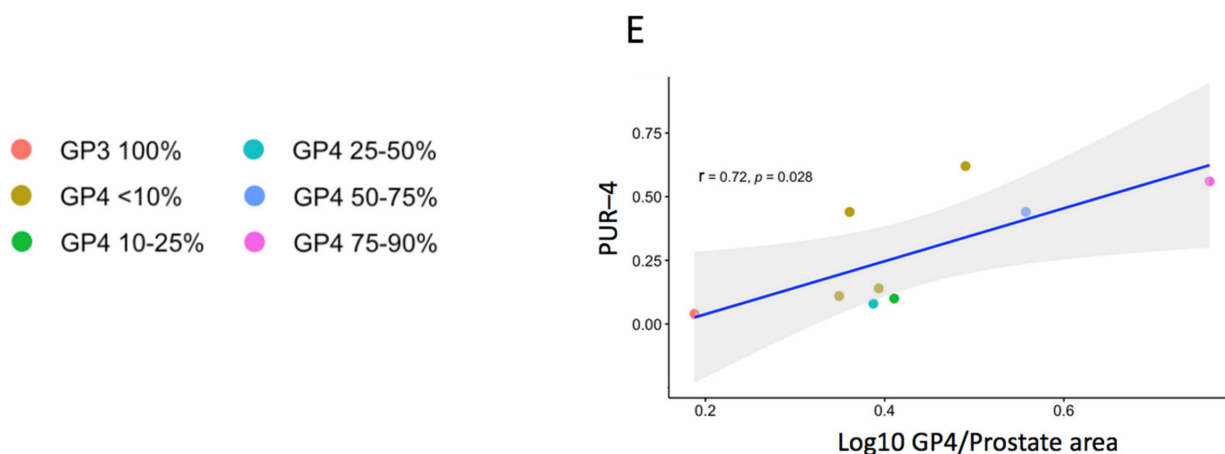 E
GP3 100%
GP4 25-50%
GP4 <10%
GP4 50-75%
GP4 10-25%
GP4 75-90%
PUR–4
0.75
0.50
0.25
0.00
r = 0.72, p = 0.028
0.2
0.4
0.6
Log10 GP4/Prostate area